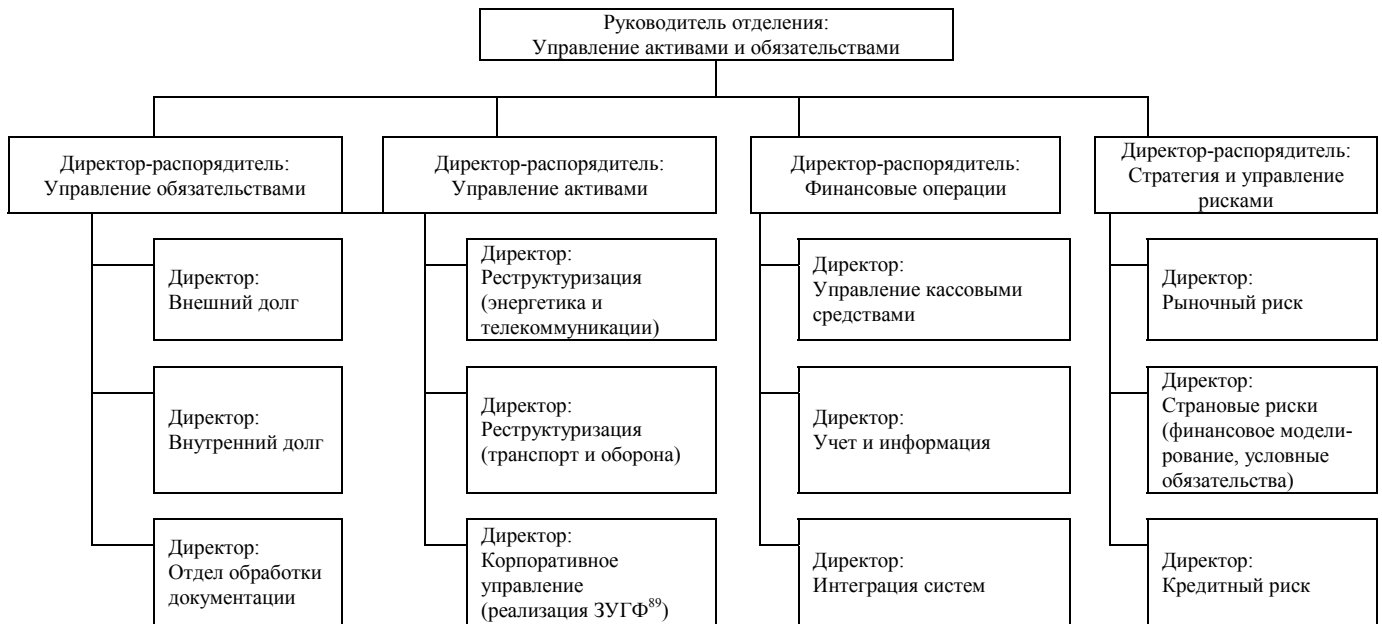 Руководитель отделения:
Управление активами и обязательствами
Директор-распорядитель:
Управление обязательствами
Директор-распорядитель:
Управление активами
Директор-распорядитель:
Финансовые операции
Директор-распорядитель:
Стратегия и управление
рисками
Директор:
Внешний долг
Директор:
Реструктуризация
(энергетика и
телекоммуникации)
Директор:
Управление кассовыми
средствами
Директор:
Рыночный риск
Директор:
Внутренний долг
Директор:
Реструктуризация
(транспорт и оборона)
Директор:
Учет и информация
Директор:
Страновые риски
(финансовое модели-
рование, условные
обязательства)
Директор:
Отдел обработки
документации
Директор:
Корпоративное
управление
(реализация ЗУГФ⁸⁹)
Директор:
Интеграция систем
Директор:
Кредитный риск